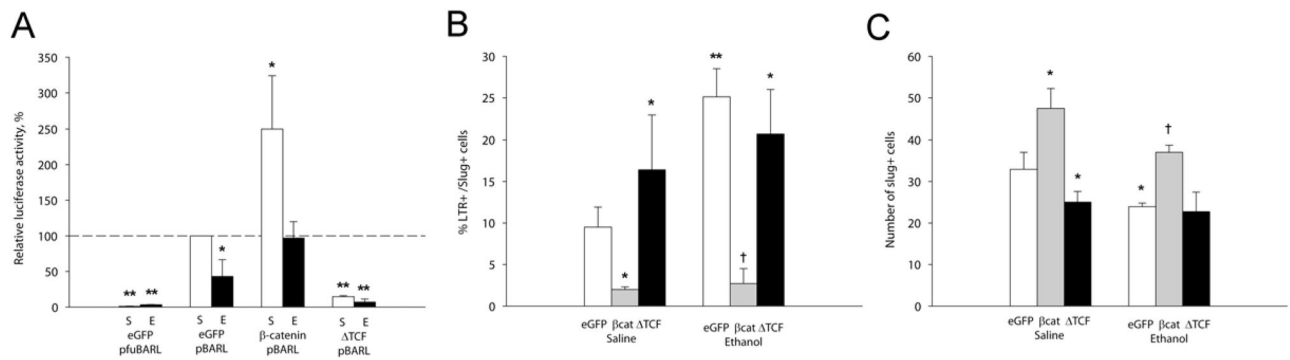 A
Relative luciferase activity, %
350
300
250
200
150
100
50
0
** **
*
*
** **
S E S E S E S E
eGFP eGFP β-catenin ΔTCF
pfuBARL pBARL pBARL pBARL
B
% LTR+ /Slug+ cells
30
25
20
15
10
5
0
*
*
**
†
*
eGFP βcat ΔTCF eGFP βcat ΔTCF
Saline Ethanol
C
Number of slug+ cells
60
50
40
30
20
10
0
*
*
*
†
eGFP βcat ΔTCF eGFP βcat ΔTCF
Saline Ethanol